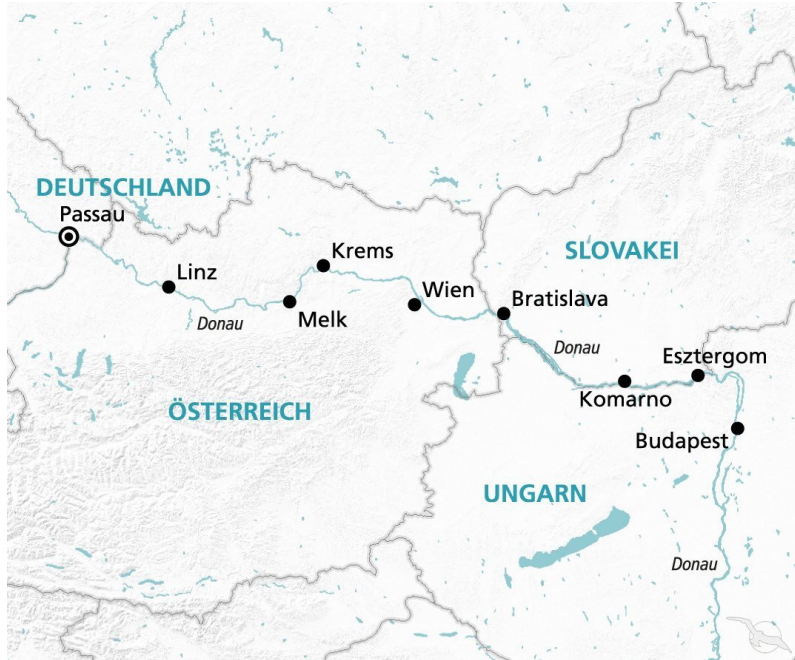 DEUTSCHLAND
Passau
Krems
SLOVAKEI
Linz
Wien
Bratislava
Melk
Donau
Donau
Esztergom
Komarno
ÖSTERREICH
Budapest
UNGARN
Donau